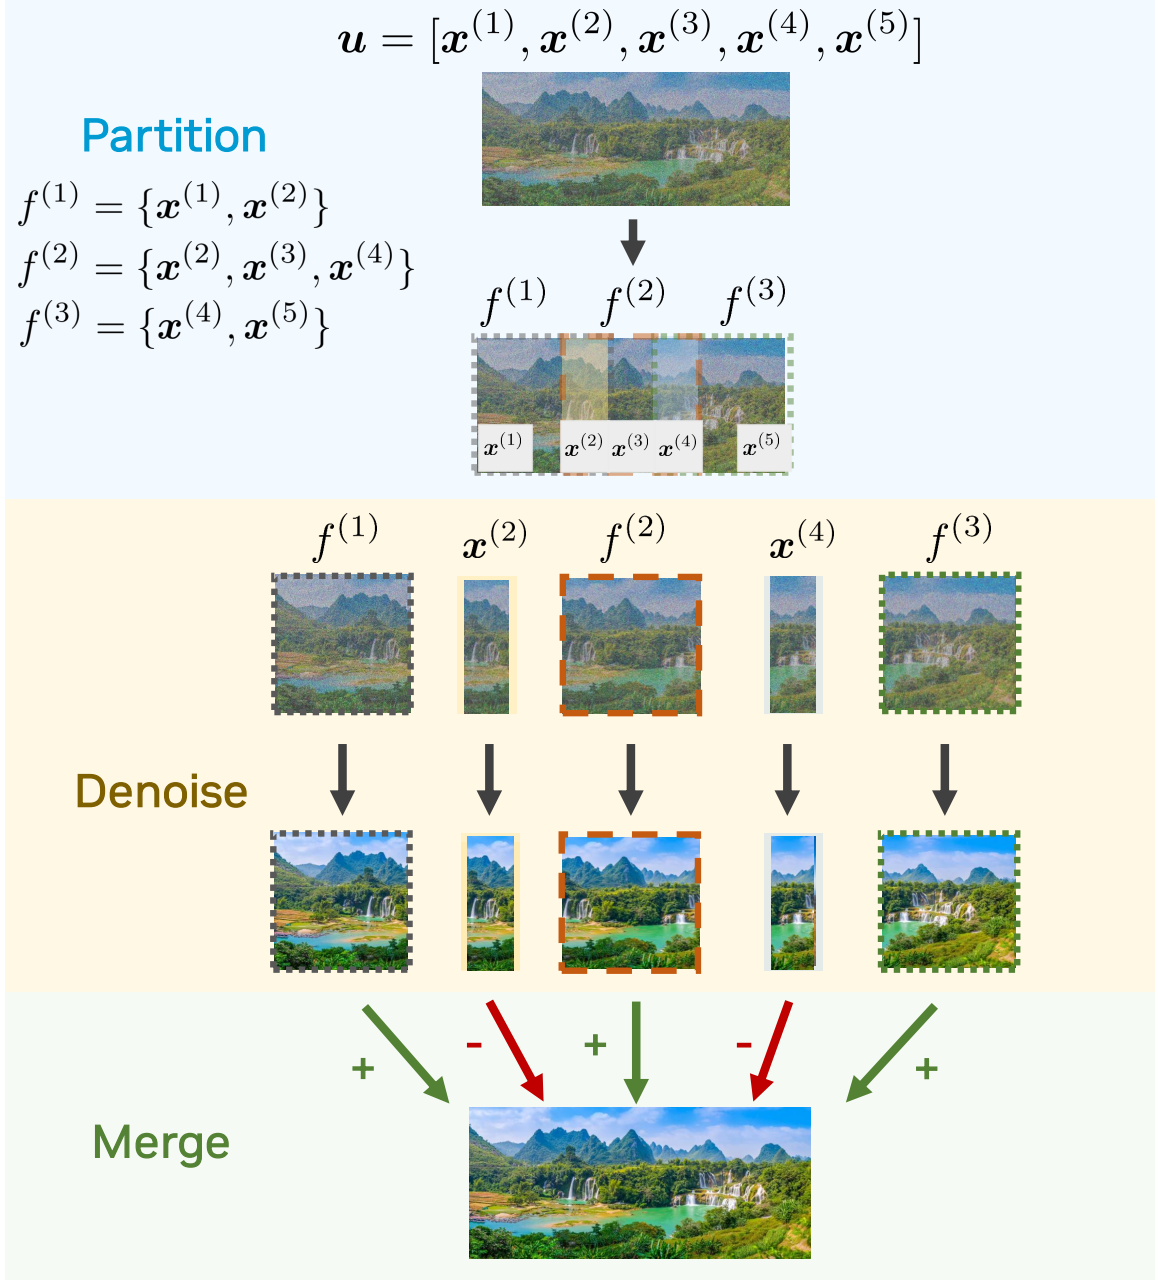 u = [x^(1), x^(2), x^(3), x^(4), x^(5)]
Partition
f^(1) = {x^(1), x^(2)}
f^(2) = {x^(2), x^(3), x^(4)}
f^(3) = {x^(4), x^(5)}
f^(1) f^(2) f^(3)
x^(1) x^(2) x^(3) x^(4) x^(5)
f^(1) x^(2) f^(2) x^(4) f^(3)
Denoise
+ - + - +
Merge